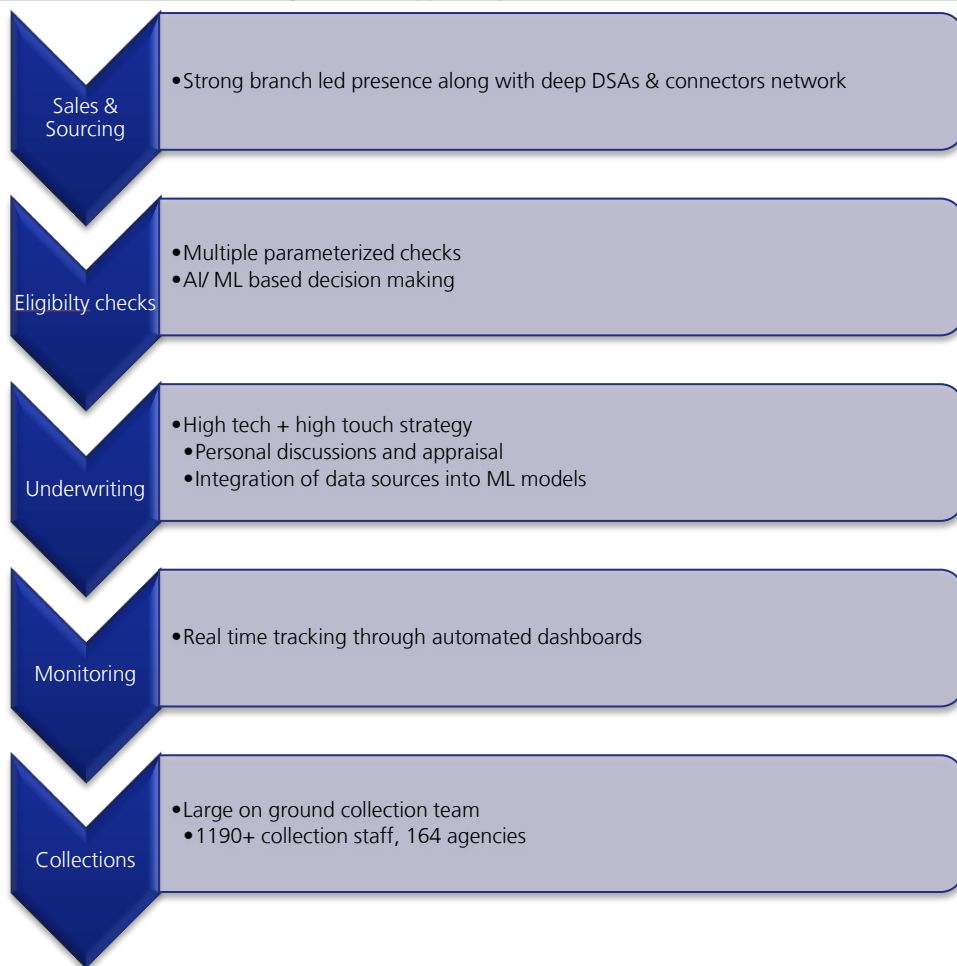 Sales &
Sourcing
•Strong branch led presence along with deep DSAs & connectors network
Eligibilty checks
•Multiple parameterized checks
•AI/ ML based decision making
Underwriting
•High tech + high touch strategy
•Personal discussions and appraisal
•Integration of data sources into ML models
Monitoring
•Real time tracking through automated dashboards
Collections
•Large on ground collection team
•1190+ collection staff, 164 agencies